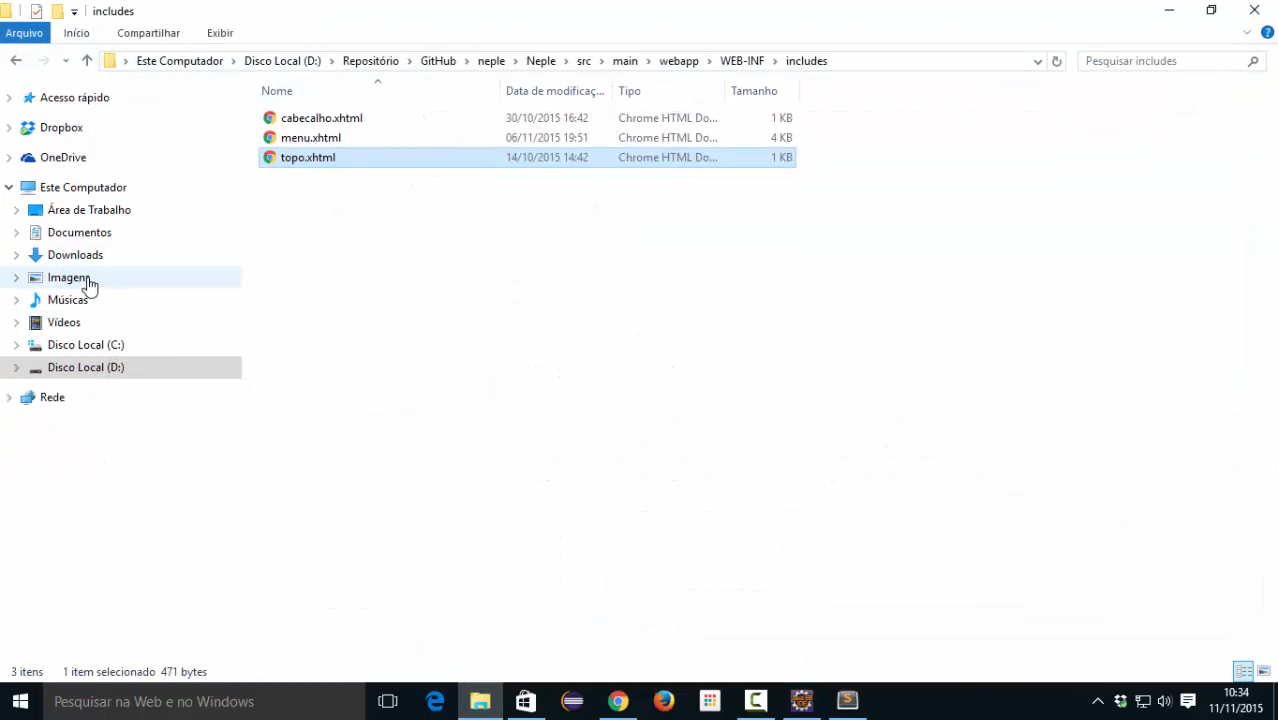 includes
Arquivo Início Compartilhar Exibir
Este Computador Disco Local (D:) Repositório GitHub neple Neple src main webapp WEB-INF includes Pesquisar includes
Nome Data de modificaç... Tipo Tamanho
Acesso rápido
Dropbox
OneDrive
Este Computador
Área de Trabalho
Documentos
Downloads
Imagens
Músicas
Vídeos
Disco Local (C:)
Disco Local (D:)
Rede
cabecalho.xhtml 30/10/2015 16:42 Chrome HTML Do... 1 KB
menu.xhtml 06/11/2015 19:51 Chrome HTML Do... 4 KB
topo.xhtml 14/10/2015 14:42 Chrome HTML Do... 1 KB
3 itens 1 item selecionado 471 bytes
Pesquisar na Web e no Windows
10:34
11/11/2015